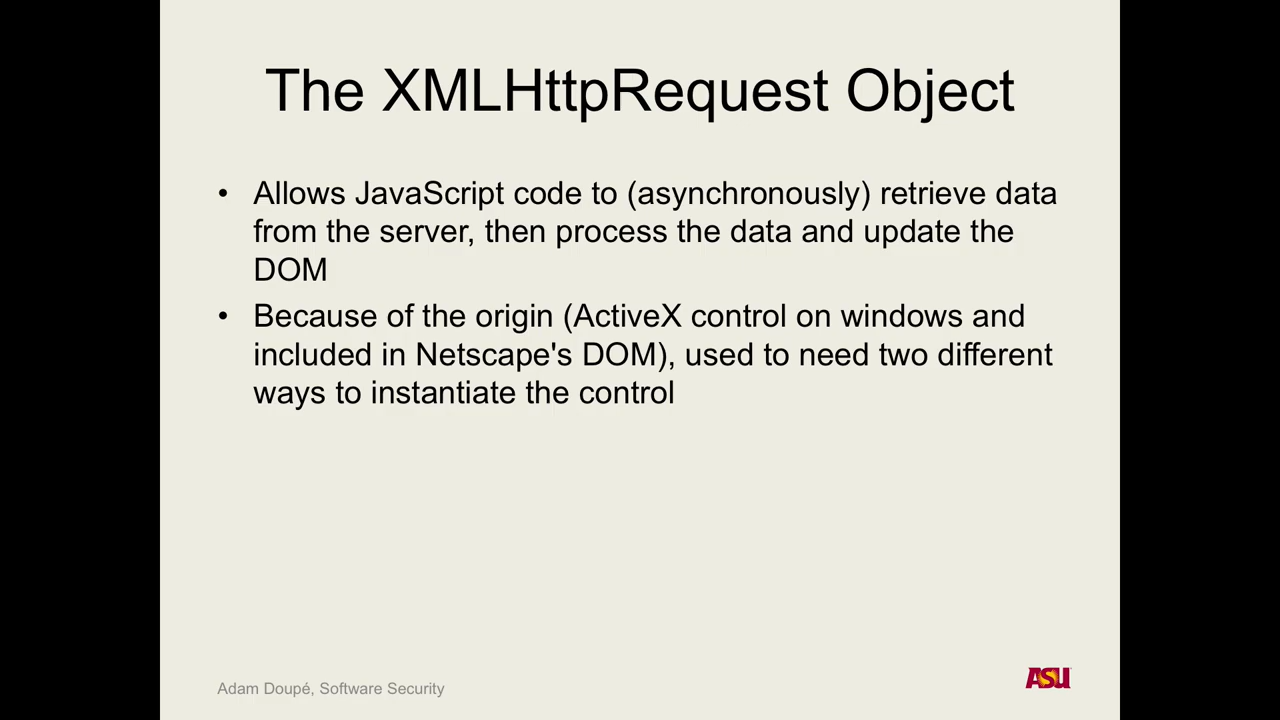 The XMLHttpRequest Object
• Allows JavaScript code to (asynchronously) retrieve data
from the server, then process the data and update the
DOM
• Because of the origin (ActiveX control on windows and
included in Netscape's DOM), used to need two different
ways to instantiate the control
Adam Doupé, Software Security
ASU